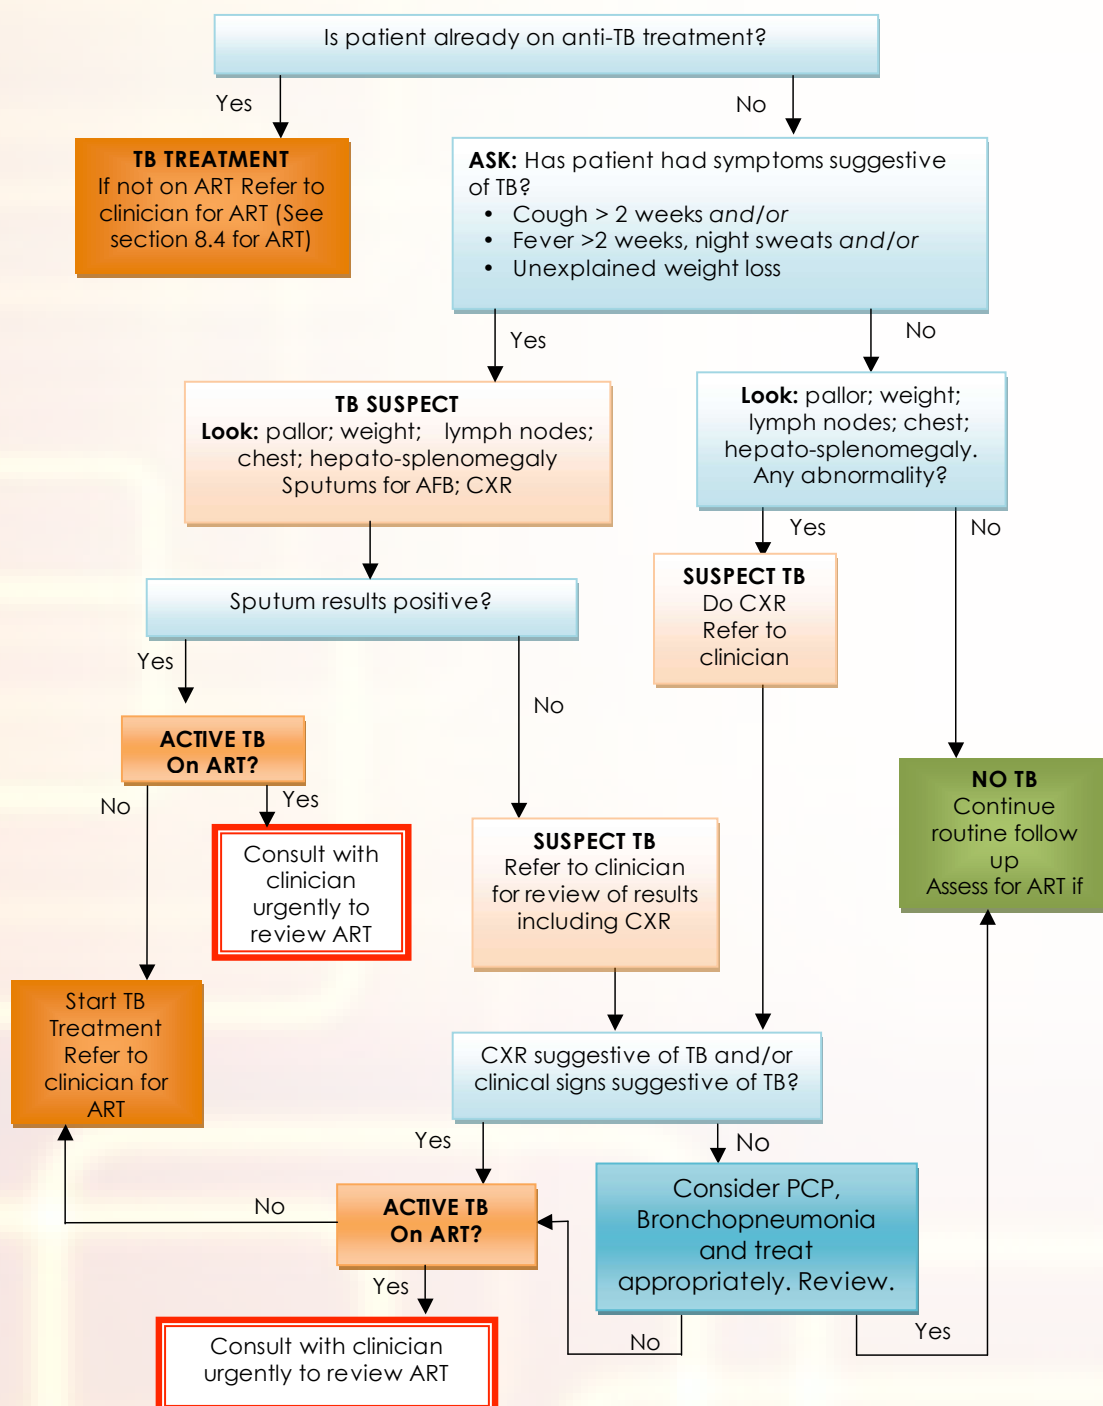 Is patient already on anti-TB treatment?
Yes
No
TB TREATMENT
If not on ART Refer to
clinician for ART (See
section 8.4 for ART)
ASK: Has patient had symptoms suggestive
of TB?
• Cough > 2 weeks and/or
• Fever >2 weeks, night sweats and/or
• Unexplained weight loss
Yes
No
TB SUSPECT
Look: pallor; weight; lymph nodes;
chest; hepato-splenomegaly
Sputums for AFB; CXR
Look: pallor; weight;
lymph nodes; chest;
hepato-splenomegaly.
Any abnormality?
Yes
No
SUSPECT TB
Do CXR
Refer to
clinician
Sputum results positive?
Yes
No
ACTIVE TB
On ART?
No
Yes
Consult with
clinician
urgently to
review ART
SUSPECT TB
Refer to clinician
for review of results
including CXR
NO TB
Continue
routine follow
up
Assess for ART if
Start TB
Treatment
Refer to
clinician for
ART
CXR suggestive of TB and/or
clinical signs suggestive of TB?
Yes
No
ACTIVE TB
On ART?
No
Yes
Consider PCP,
Bronchopneumonia
and treat
appropriately. Review.
No
Yes
Consult with clinician
urgently to review ART